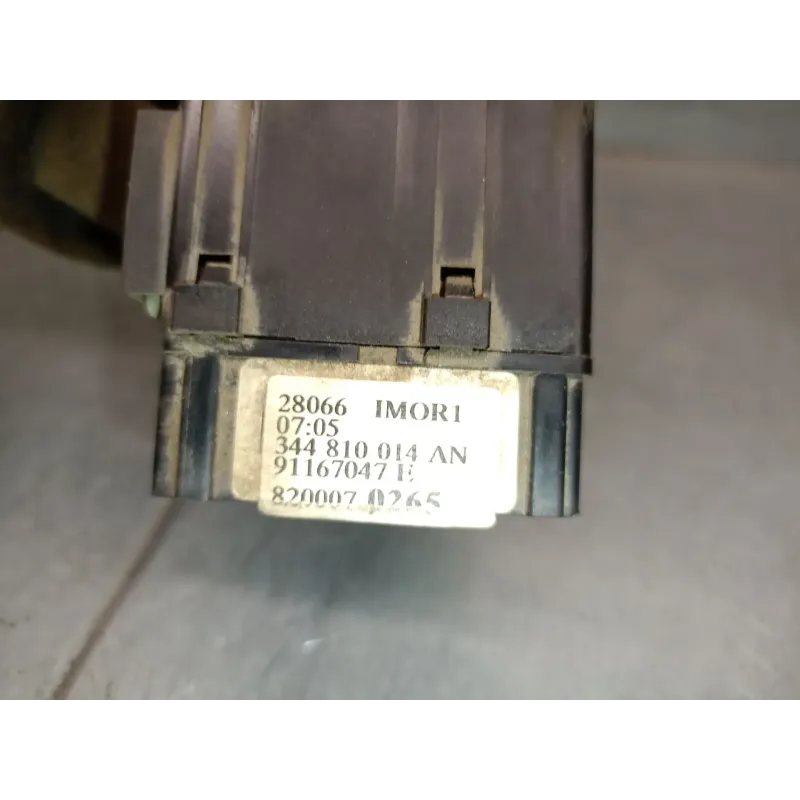 28066 IMOR1
07:05
344 810 014 AN
91167047 E
820007 0265